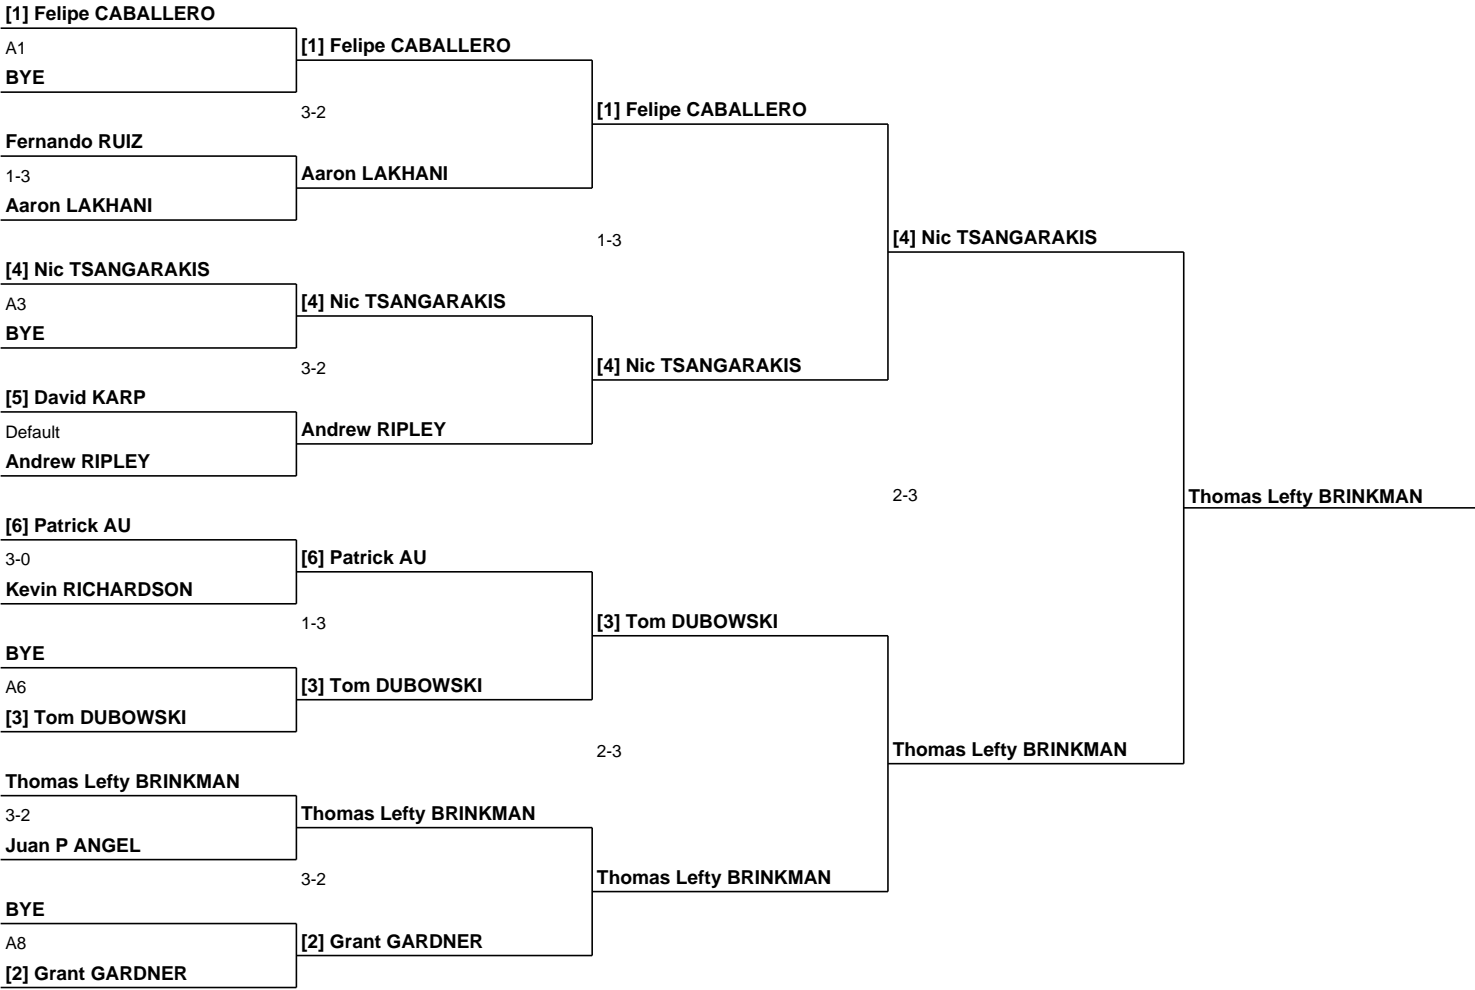 [1] Felipe CABALLERO
A1
[1] Felipe CABALLERO
BYE
3-2
[1] Felipe CABALLERO
Fernando RUIZ
1-3
Aaron LAKHANI
Aaron LAKHANI
1-3
[4] Nic TSANGARAKIS
[4] Nic TSANGARAKIS
A3
[4] Nic TSANGARAKIS
BYE
3-2
[4] Nic TSANGARAKIS
[5] David KARP
Default
Andrew RIPLEY
Andrew RIPLEY
2-3
Thomas Lefty BRINKMAN
[6] Patrick AU
3-0
[6] Patrick AU
Kevin RICHARDSON
1-3
[3] Tom DUBOWSKI
BYE
A6
[3] Tom DUBOWSKI
[3] Tom DUBOWSKI
2-3
Thomas Lefty BRINKMAN
Thomas Lefty BRINKMAN
3-2
Thomas Lefty BRINKMAN
Juan P ANGEL
3-2
Thomas Lefty BRINKMAN
BYE
A8
[2] Grant GARDNER
[2] Grant GARDNER